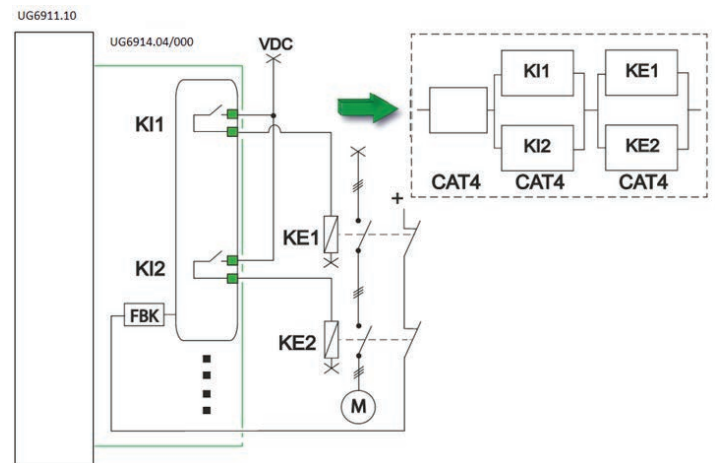 UG6911.10
UG6914.04/000
VDC
KI1
KI2
FBK
KE1
KE2
M
+
KI1
KE1
KI2
KE2
CAT4 CAT4 CAT4